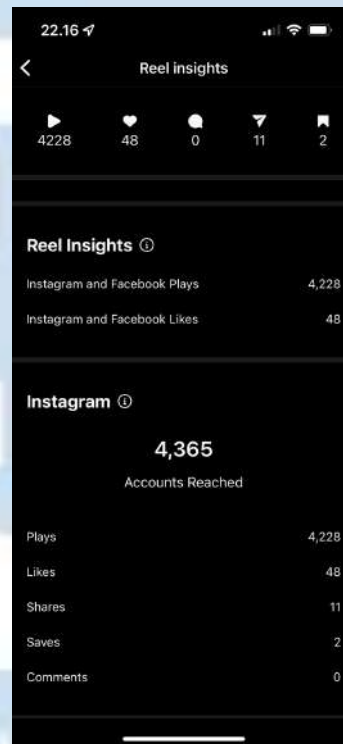 22.16
Reel insights
4228 48 0 11 2
Reel Insights
Instagram and Facebook Plays 4,228
Instagram and Facebook Likes 48
Instagram
4,365
Accounts Reached
Plays 4,228
Likes 48
Shares 11
Saves 2
Comments 0